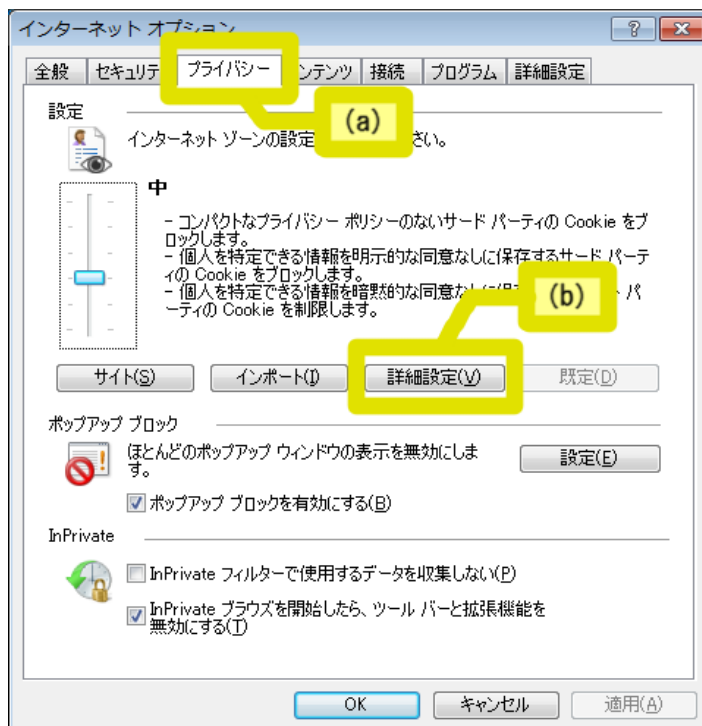 インターネット オプション
全般 セキュリテ プライバシー ンテンツ 接続 プログラム 詳細設定
設定
(a)
インターネット ゾーンの設定 さい。
中
- コンパクトなプライバシー ポリシーのないサード パーティの Cookie をブ
ロックします。
- 個人を特定できる情報を明示的な同意なしに保存するサード パーテ
ィの Cookie をブロックします。
- 個人を特定できる情報を暗黙的な同意な パ
ーティの Cookie を制限します。
(b)
サイト(S) インポート(I) 詳細設定(V) 既定(D)
ポップアップ ブロック
ほとんどのポップアップ ウィンドウの表示を無効にしま
す。
設定(E)
ポップアップ ブロックを有効にする(B)
InPrivate
InPrivate フィルターで使用するデータを収集しない(P)
InPrivate ブラウズを開始したら、ツール バーと拡張機能を
無効にする(T)
OK キャンセル 適用(A)